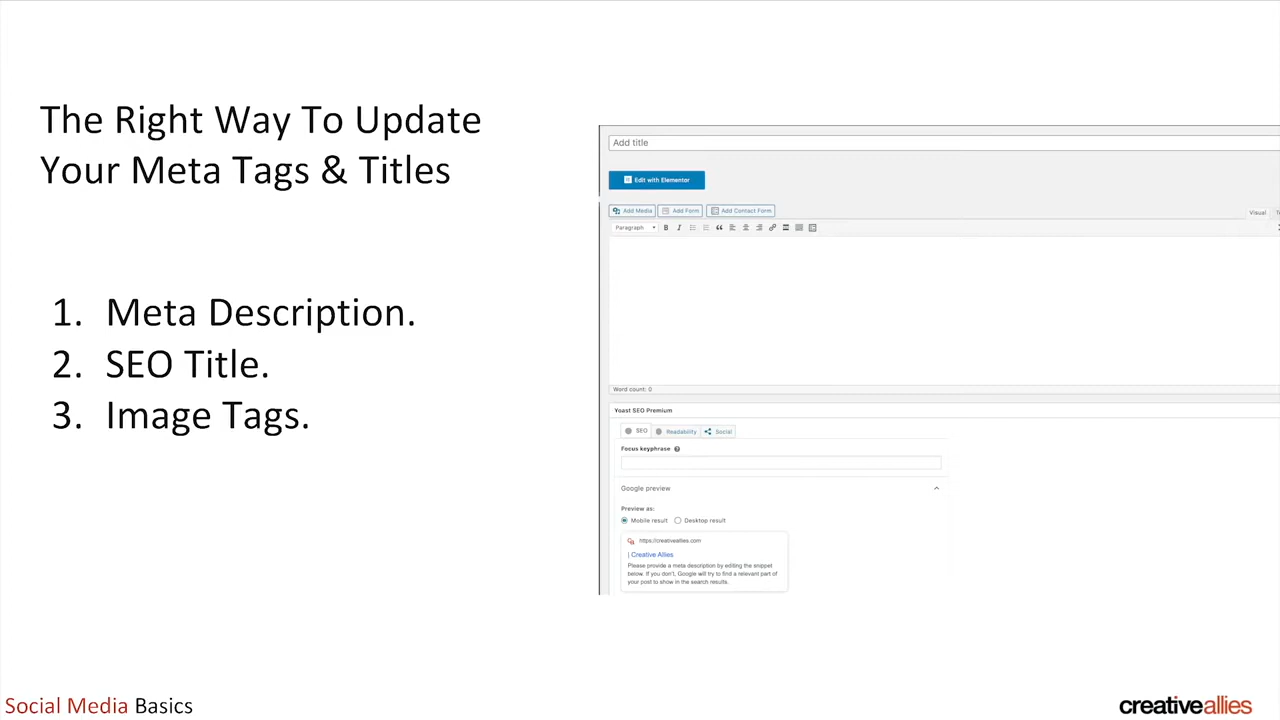 The Right Way To Update
Your Meta Tags & Titles
1. Meta Description.
2. SEO Title.
3. Image Tags.
Add title
Edit with Elementor
Add Media Add Form Add Contact Form
Visual
Paragraph B I
Word count: 0
Yoast SEO Premium
SEO Readability Social
Focus keyphrase
Google preview
Preview as:
Mobile result Desktop result
https://creativeallies.com
| Creative Allies
Please provide a meta description by editing the snippet
below. If you don't, Google will try to find a relevant part of
your post to show in the search results.
Social Media Basics
creativeallies